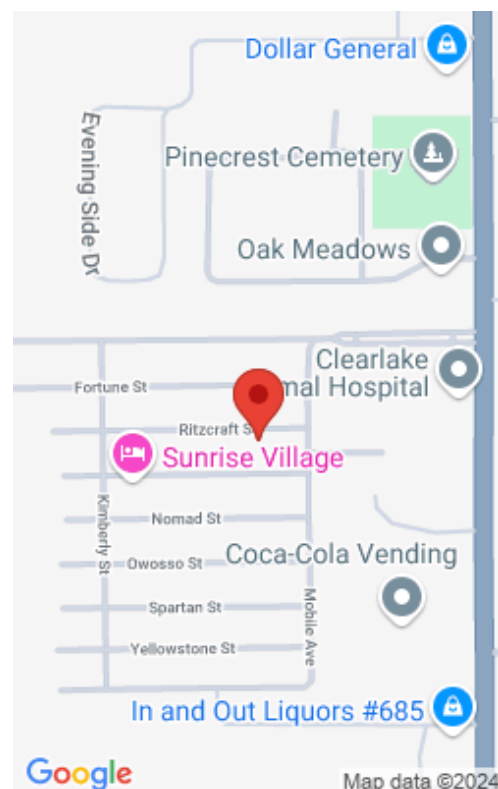 Dollar General
Evening Side Dr
Pinecrest Cemetery
Oak Meadows
Clearlake
mal Hospital
Fortune St
Ritzcraft S
Sunrise Village
Kimberly St
Nomad St
Coca-Cola Vending
Owosso St
Mobile Ave
Spartan St
Yellowstone St
In and Out Liquors #685
Google
Map data ©2024